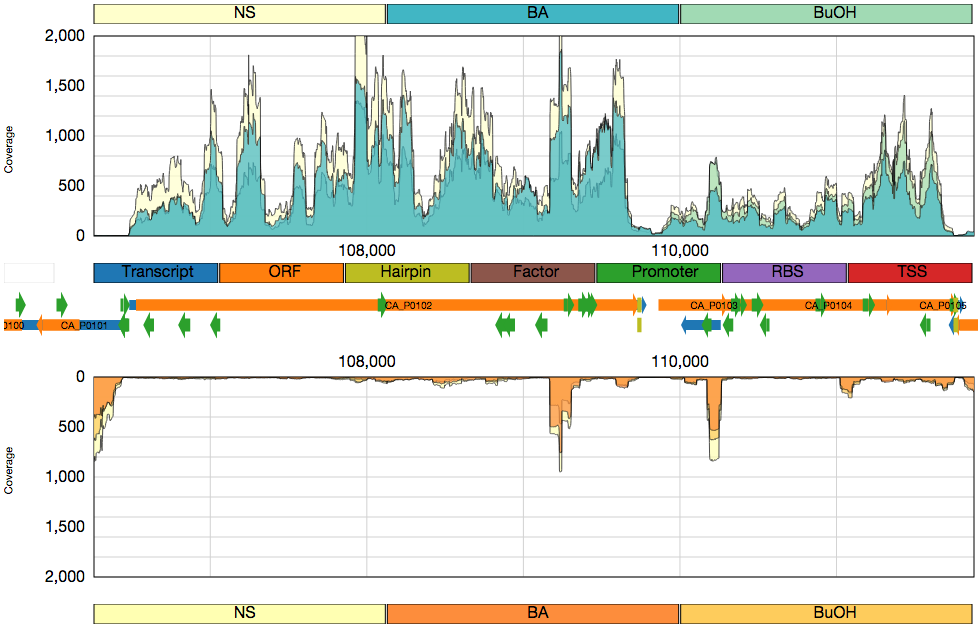 NS BA BuOH
2,000
1,500
1,000
500
0
Coverage
108,000 110,000
Transcript ORF Hairpin Factor Promoter RBS TSS
CA_P0102 CA_P0103 CA_P0104 CA_P0105
0100 CA_P0101
108,000 110,000
0
500
1,000
1,500
2,000
Coverage
NS BA BuOH